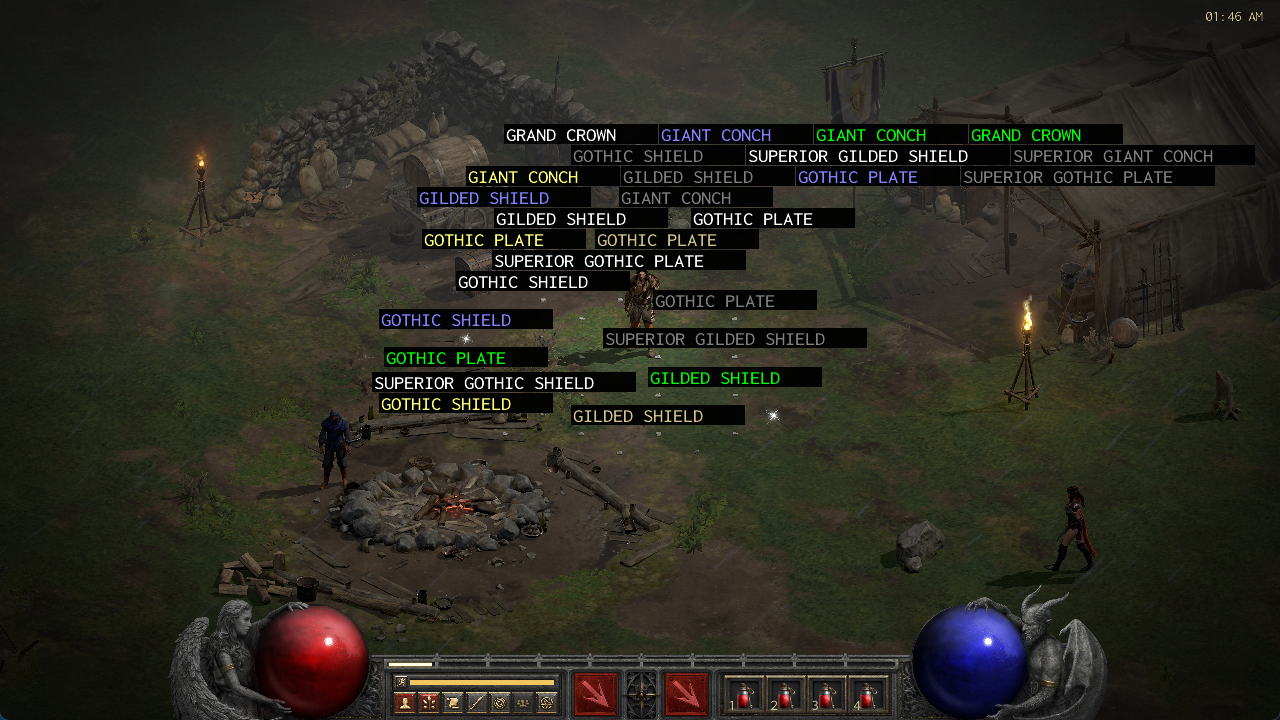 01:46 AM
GRAND CROWN GIANT CONCH GIANT CONCH GRAND CROWN
GOTHIC SHIELD SUPERIOR GILDED SHIELD SUPERIOR GIANT CONCH
GIANT CONCH GILDED SHIELD GOTHIC PLATE SUPERIOR GOTHIC PLATE
GILDED SHIELD GIANT CONCH
GILDED SHIELD GOTHIC PLATE
GOTHIC PLATE GOTHIC PLATE
SUPERIOR GOTHIC PLATE
GOTHIC SHIELD
GOTHIC PLATE
GOTHIC SHIELD
SUPERIOR GILDED SHIELD
GOTHIC PLATE
GILDED SHIELD
SUPERIOR GOTHIC SHIELD
GOTHIC SHIELD
GILDED SHIELD
1 2 3 4